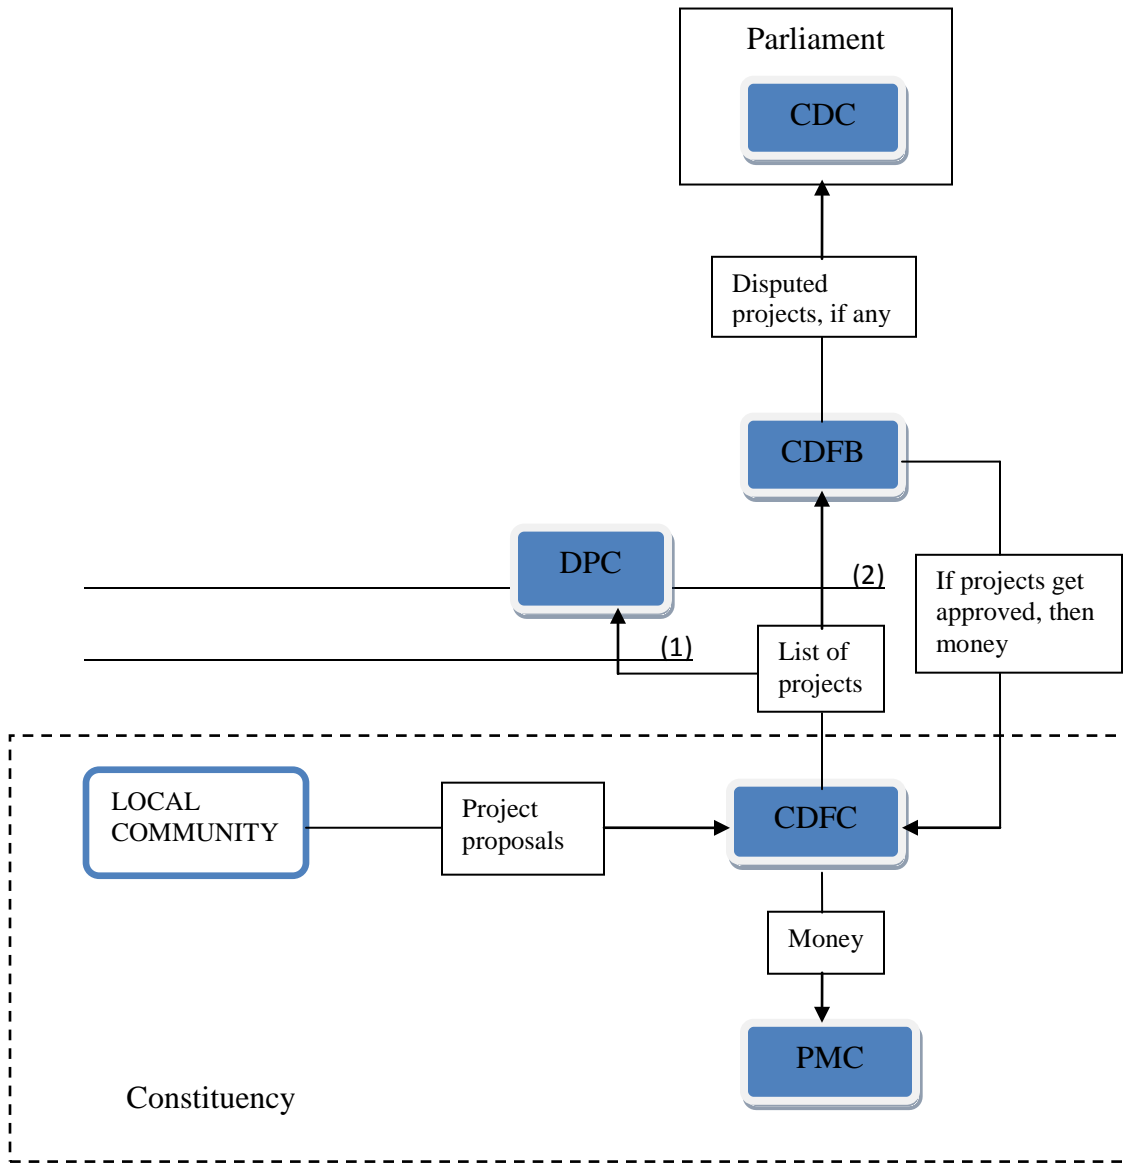 Parliament
CDC
Disputed
projects, if any
CDFB
DPC
(2)
If projects get
approved, then
money
(1)
List of
projects
LOCAL
COMMUNITY
Project
proposals
CDFC
Money
PMC
Constituency